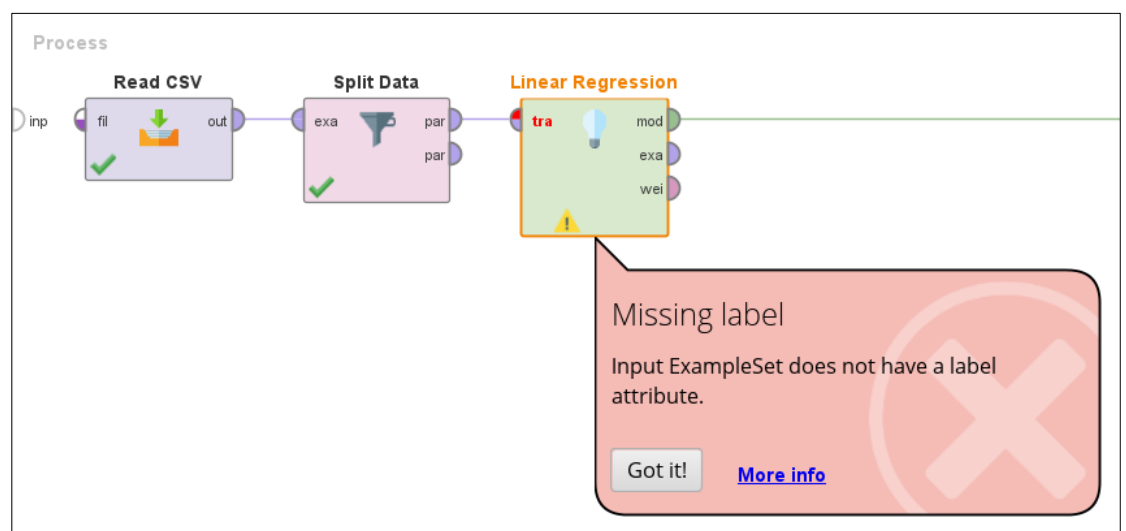 Process
Read CSV
Split Data
Linear Regression
inp
fil
out
exa
par
tra
mod
par
exa
wei
Missing label
Input ExampleSet does not have a label
attribute.
Got it!
More info